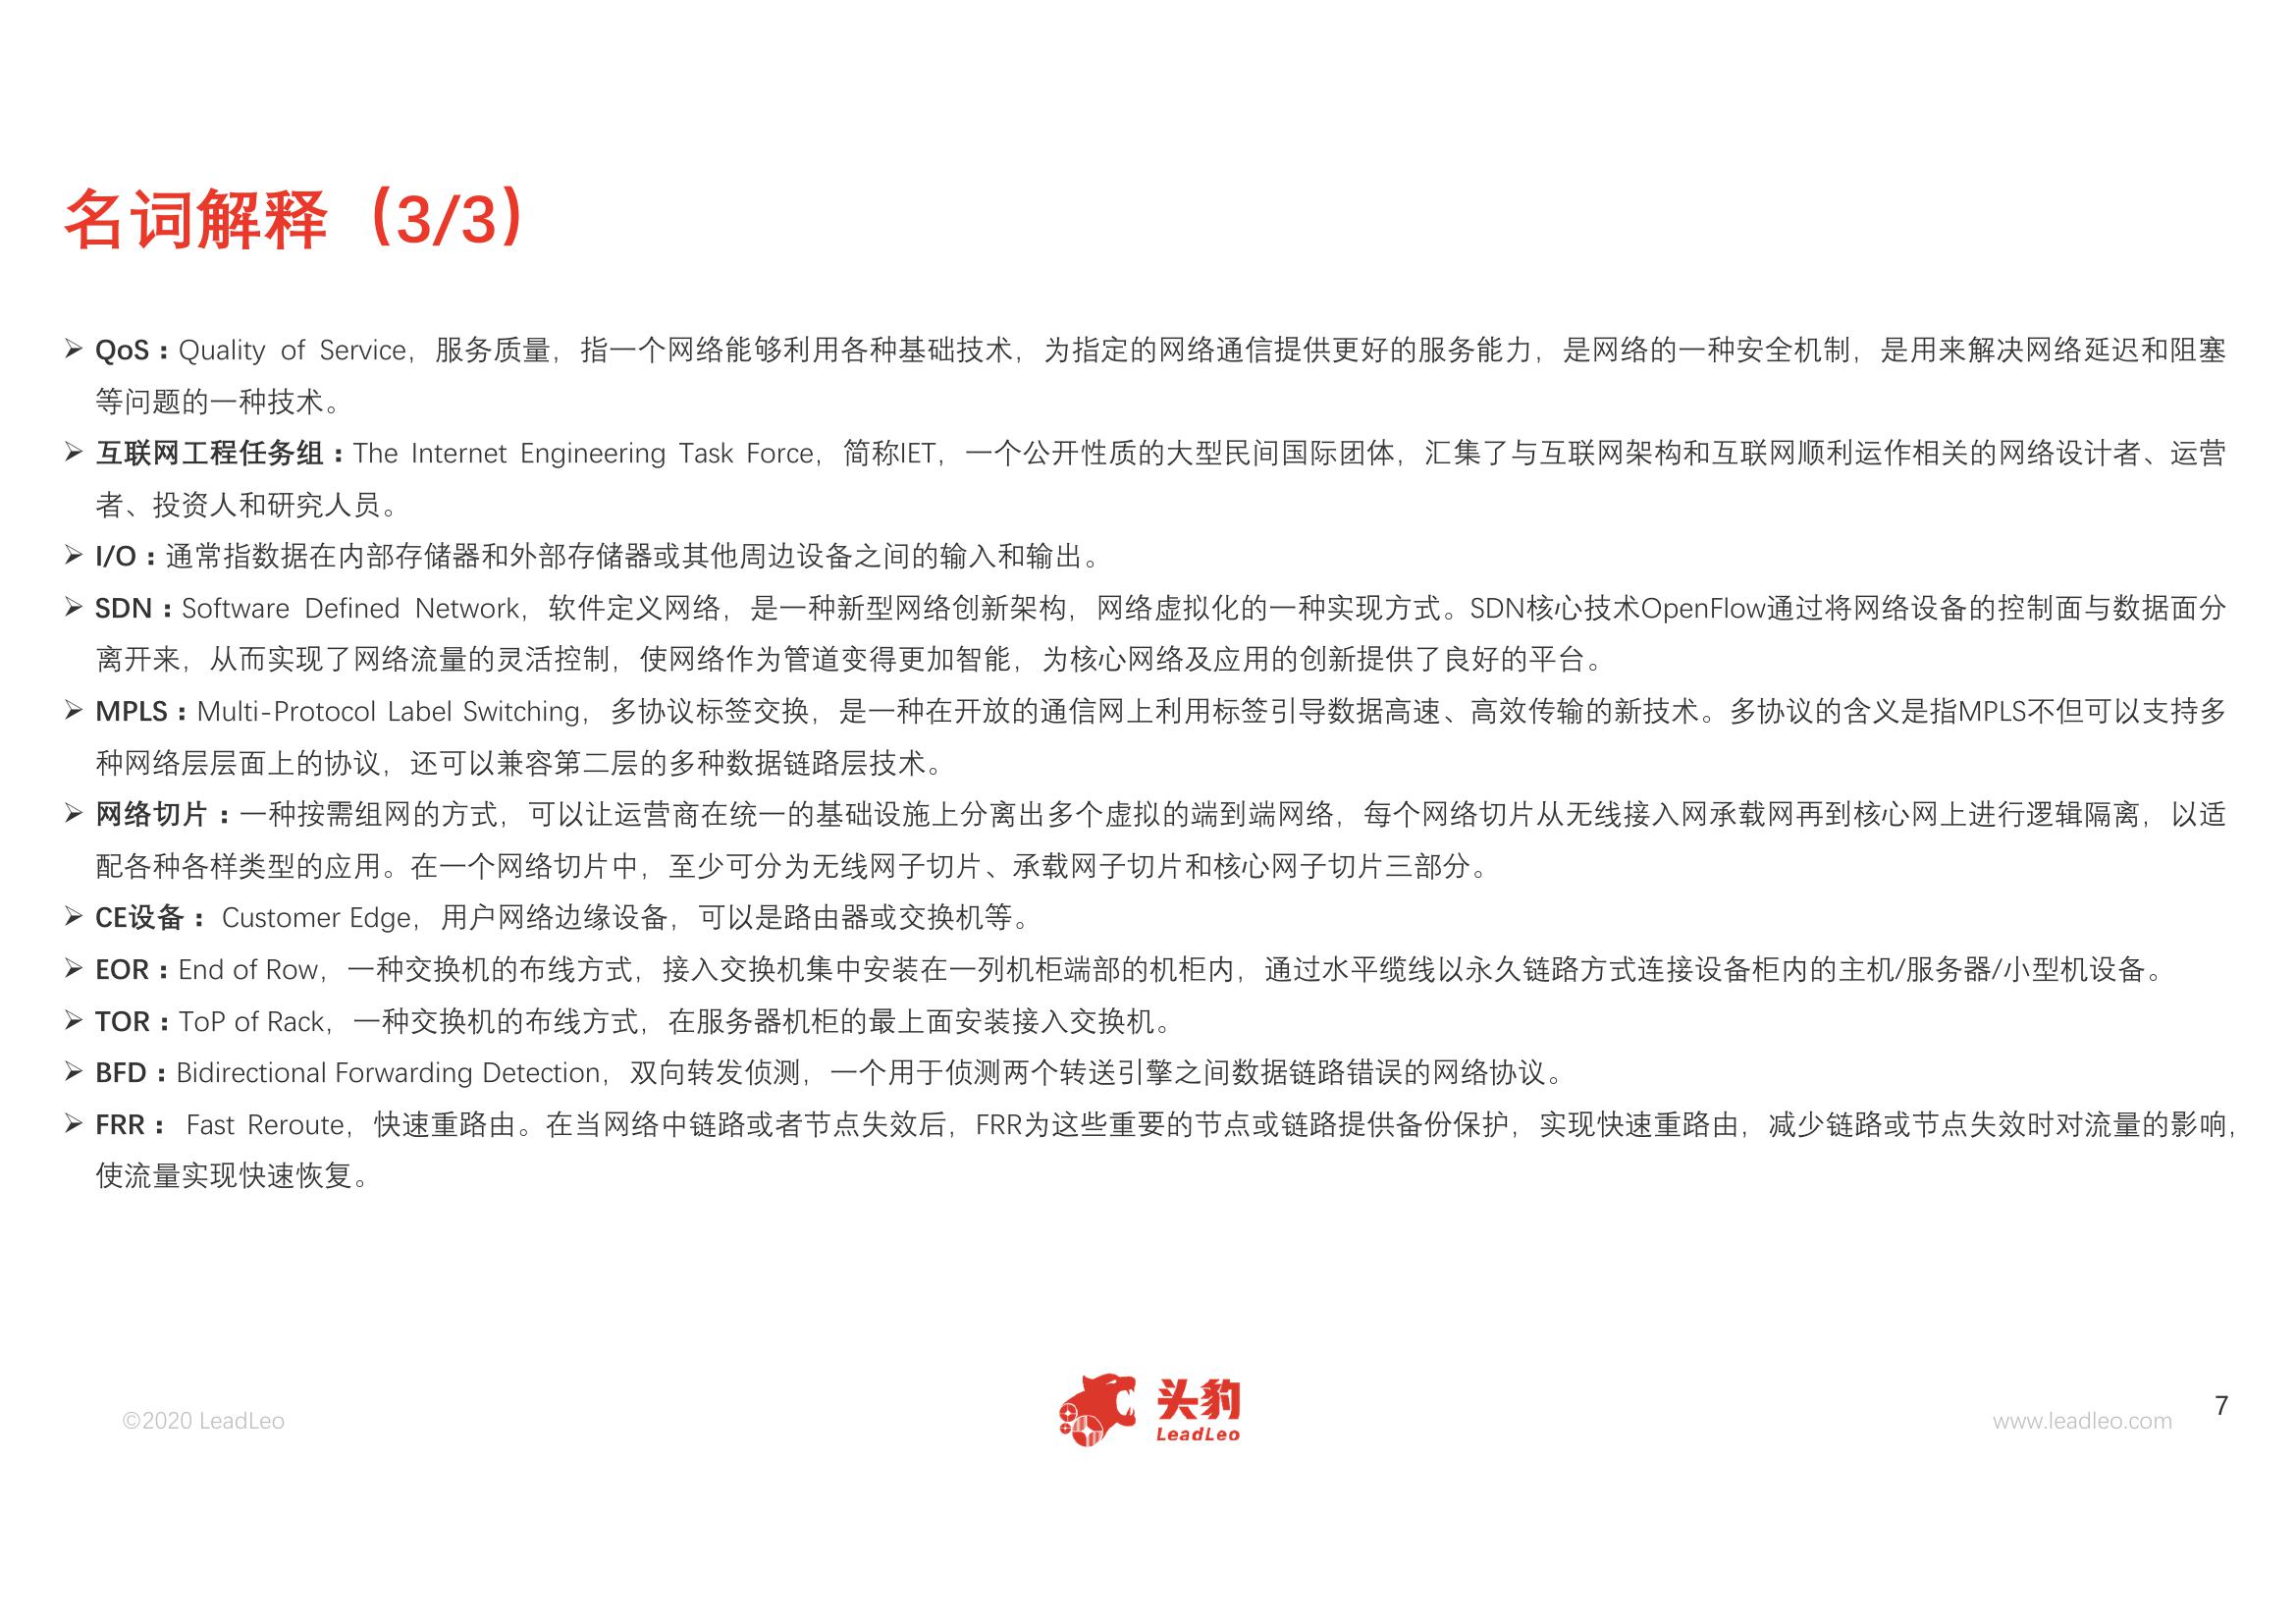 名词解释（3/3）
➢ QoS：Quality of Service，服务质量，指一个网络能够利用各种基础技术，为指定的网络通信提供更好的服务能力，是网络的一种安全机制，是用来解决网络延迟和阻塞
等问题的一种技术。
➢ 互联网工程任务组：The Internet Engineering Task Force，简称IET，一个公开性质的大型民间国际团体，汇集了与互联网架构和互联网顺利运作相关的网络设计者、运营
者、投资人和研究人员。
➢ I/O：通常指数据在内部存储器和外部存储器或其他周边设备之间的输入和输出。
➢ SDN：Software Defined Network，软件定义网络，是一种新型网络创新架构，网络虚拟化的一种实现方式。SDN核心技术OpenFlow通过将网络设备的控制面与数据面分
离开来，从而实现了网络流量的灵活控制，使网络作为管道变得更加智能，为核心网络及应用的创新提供了良好的平台。
➢ MPLS：Multi-Protocol Label Switching，多协议标签交换，是一种在开放的通信网上利用标签引导数据高速、高效传输的新技术。多协议的含义是指MPLS不但可以支持多
种网络层层面上的协议，还可以兼容第二层的多种数据链路层技术。
➢ 网络切片：一种按需组网的方式，可以让运营商在统一的基础设施上分离出多个虚拟的端到端网络，每个网络切片从无线接入网承载网再到核心网上进行逻辑隔离，以适
配各种各样类型的应用。在一个网络切片中，至少可分为无线网子切片、承载网子切片和核心网子切片三部分。
➢ CE设备： Customer Edge，用户网络边缘设备，可以是路由器或交换机等。
➢ EOR：End of Row，一种交换机的布线方式，接入交换机集中安装在一列机柜端部的机柜内，通过水平缆线以永久链路方式连接设备柜内的主机/服务器/小型机设备。
➢ TOR：ToP of Rack，一种交换机的布线方式，在服务器机柜的最上面安装接入交换机。
➢ BFD：Bidirectional Forwarding Detection，双向转发侦测，一个用于侦测两个转送引擎之间数据链路错误的网络协议。
➢ FRR： Fast Reroute，快速重路由。在当网络中链路或者节点失效后，FRR为这些重要的节点或链路提供备份保护，实现快速重路由，减少链路或节点失效时对流量的影响，
使流量实现快速恢复。
©2020 LeadLeo
头豹
LeadLeo
www.leadleo.com
7